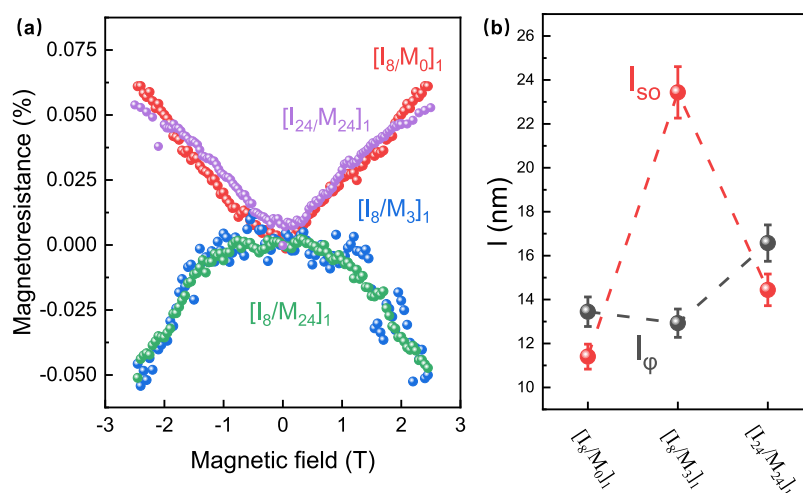 (a)
0.075
0.050
0.025
0.000
-0.025
-0.050
Magnetoresistance (%)
[I8/M0]1
[I24/M24]1
[I8/M3]1
[I8/M24]1
-3 -2 -1 0 1 2 3
Magnetic field (T)
(b)
26
24
22
20
18
16
14
12
10
l (nm)
lso
lφ
[I8/M0]1
[I8/M3]1
[I24/M24]1